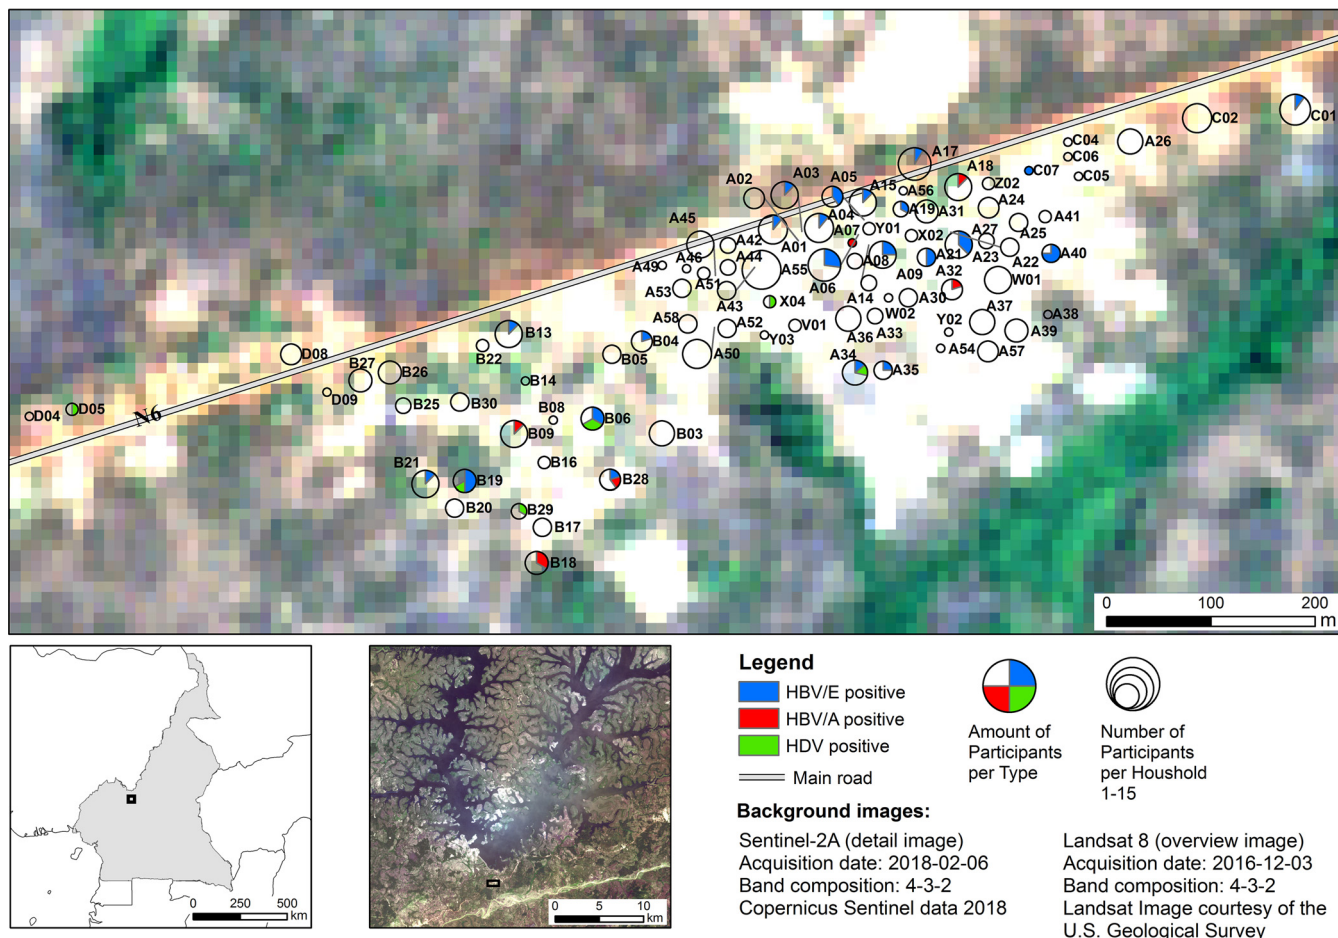 C01
C02
C04
A26
C06
A17
A18
C07
C05
A03
A02
A05
A15
A56
Z02
A24
A19
A31
A41
A45
A04
A07
Y01
X02
A27
A25
A42
A01
A46
A44
A49
A55
A08
A21
A23
A22
A40
A51
A06
A09
A32
W01
A53
A43
X04
A14
A30
A37
A38
W02
A58
A52
V01
Y03
A36
A33
Y02
A39
B13
B04
A50
A54
A57
B22
B05
A34
A35
D08
B27
B26
B14
D09
B25
B30
B08
D04
D05
N6
B06
B09
B03
B16
B21
B19
B28
B20
B29
B17
B18
0 100 200
m
0 250 500
km
0 5 10
km
Legend
HBV/E positive
HBV/A positive
HDV positive
Main road
Amount of
Participants
per Type
Number of
Participants
per Houshold
1-15
Background images:
Sentinel-2A (detail image)
Acquisition date: 2018-02-06
Band composition: 4-3-2
Copernicus Sentinel data 2018
Landsat 8 (overview image)
Acquisition date: 2016-12-03
Band composition: 4-3-2
Landsat Image courtesy of the
U.S. Geological Survey